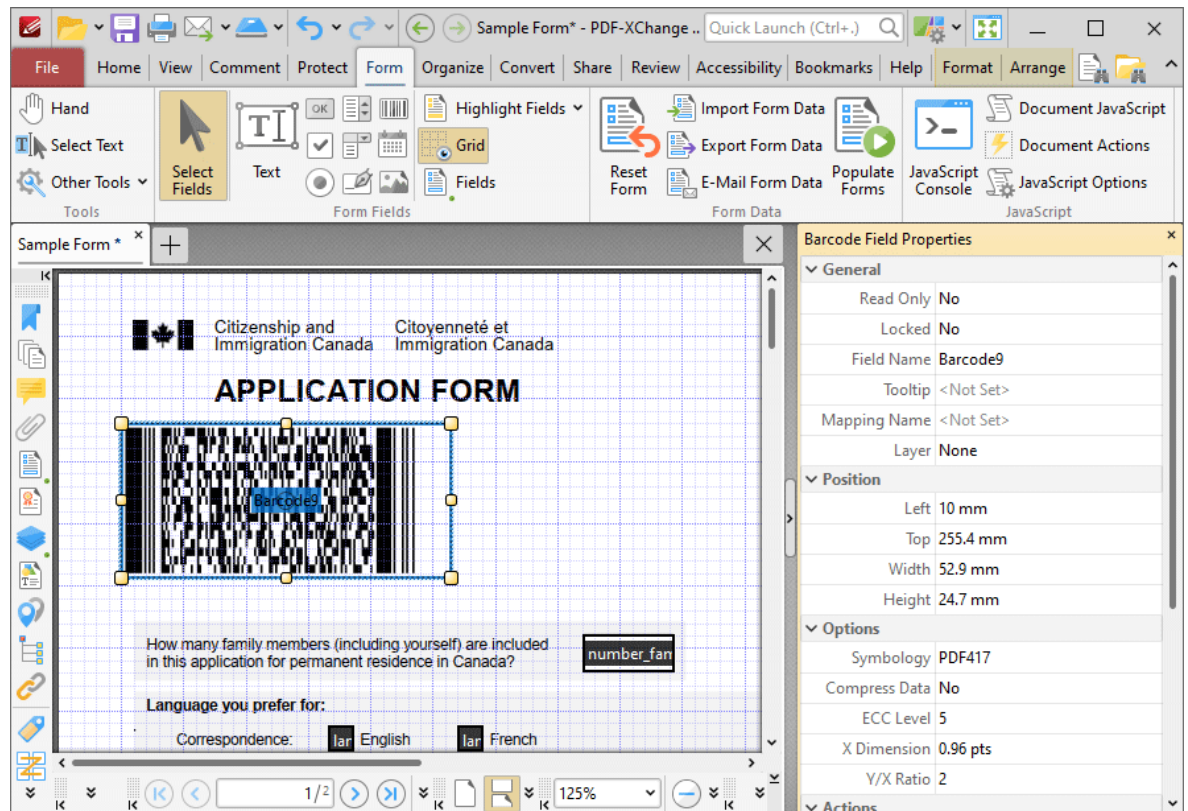 Sample Form* - PDF-XChange ..
Quick Launch (Ctrl+.)
File
Home
View
Comment
Protect
Form
Organize
Convert
Share
Review
Accessibility
Bookmarks
Help
Format
Arrange
Hand
Select Text
Other Tools
Tools
Select Fields
Text
OK
Highlight Fields
Grid
Fields
Form Fields
Reset Form
Import Form Data
Export Form Data
E-Mail Form Data
Populate Forms
Form Data
JavaScript Console
Document JavaScript
Document Actions
JavaScript Options
JavaScript
Sample Form *
Citizenship and
Immigration Canada
Citoyenneté et
Immigration Canada
APPLICATION FORM
Barcode9
How many family members (including yourself) are included
in this application for permanent residence in Canada?
number_fam
Language you prefer for:
Correspondence:
lar English
lar French
1/2
125%
Barcode Field Properties
General
Read Only No
Locked No
Field Name Barcode9
Tooltip <Not Set>
Mapping Name <Not Set>
Layer None
Position
Left 10 mm
Top 255.4 mm
Width 52.9 mm
Height 24.7 mm
Options
Symbology PDF417
Compress Data No
ECC Level 5
X Dimension 0.96 pts
Y/X Ratio 2
Actions